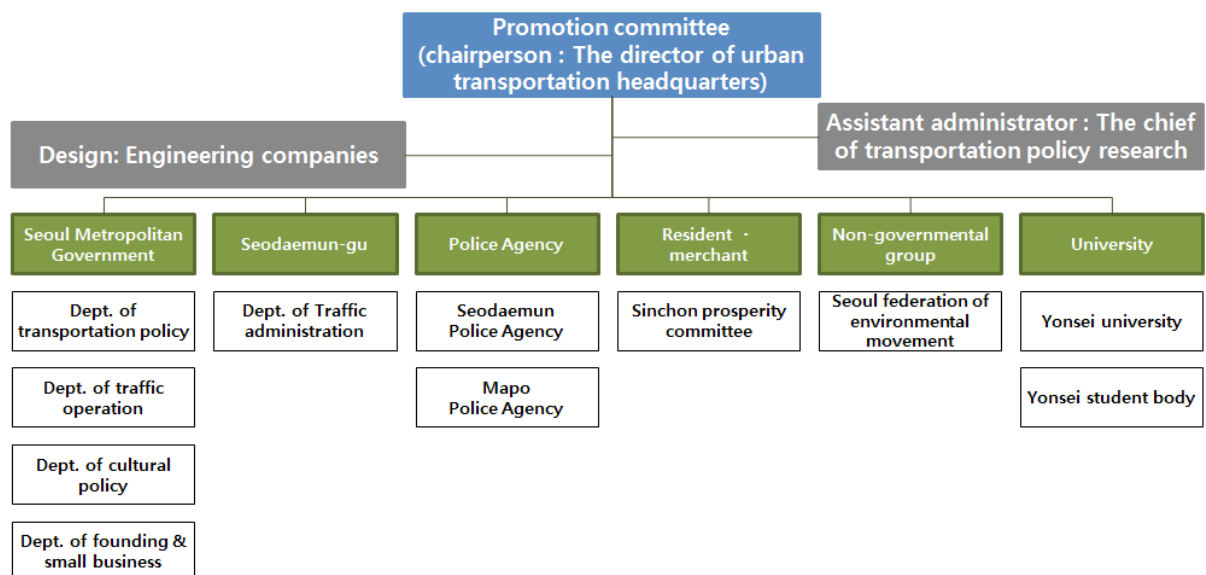 Promotion committee
(chairperson : The director of urban
transportation headquarters)
Assistant administrator : The chief
of transportation policy research
Design: Engineering companies
Seoul Metropolitan
Government
Seodaemun-gu
Police Agency
Resident ·
merchant
Non-governmental
group
University
Dept. of
transportation policy
Dept. of Traffic
administration
Seodaemun
Police Agency
Sinchon prosperity
committee
Seoul federation of
environmental
movement
Yonsei university
Dept. of traffic
operation
Mapo
Police Agency
Yonsei student body
Dept. of cultural
policy
Dept. of founding &
small business